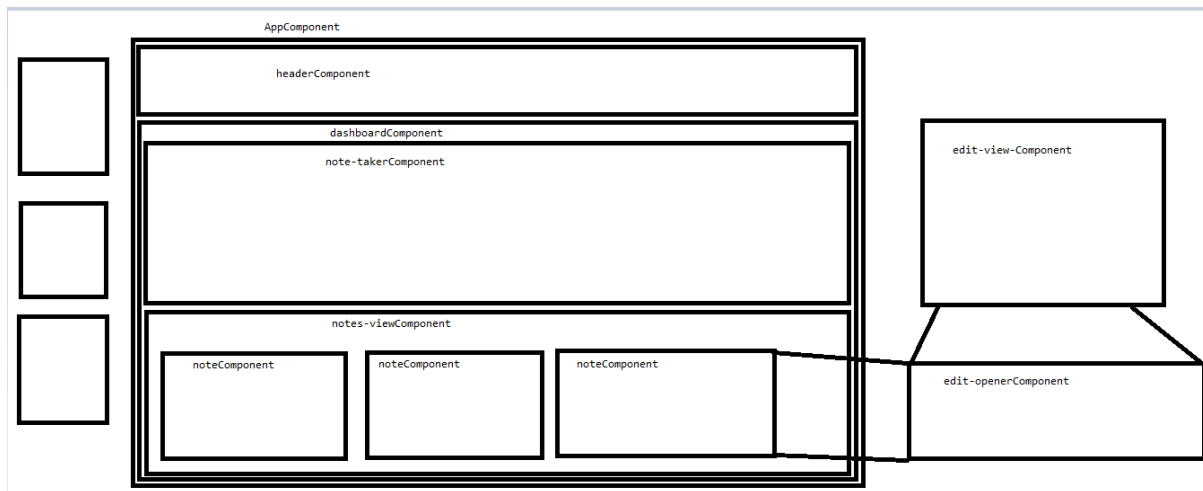 AppComponent
headerComponent
dashboardComponent
note-takerComponent
edit-view-Component
notes-viewComponent
noteComponent
noteComponent
noteComponent
edit-openerComponent